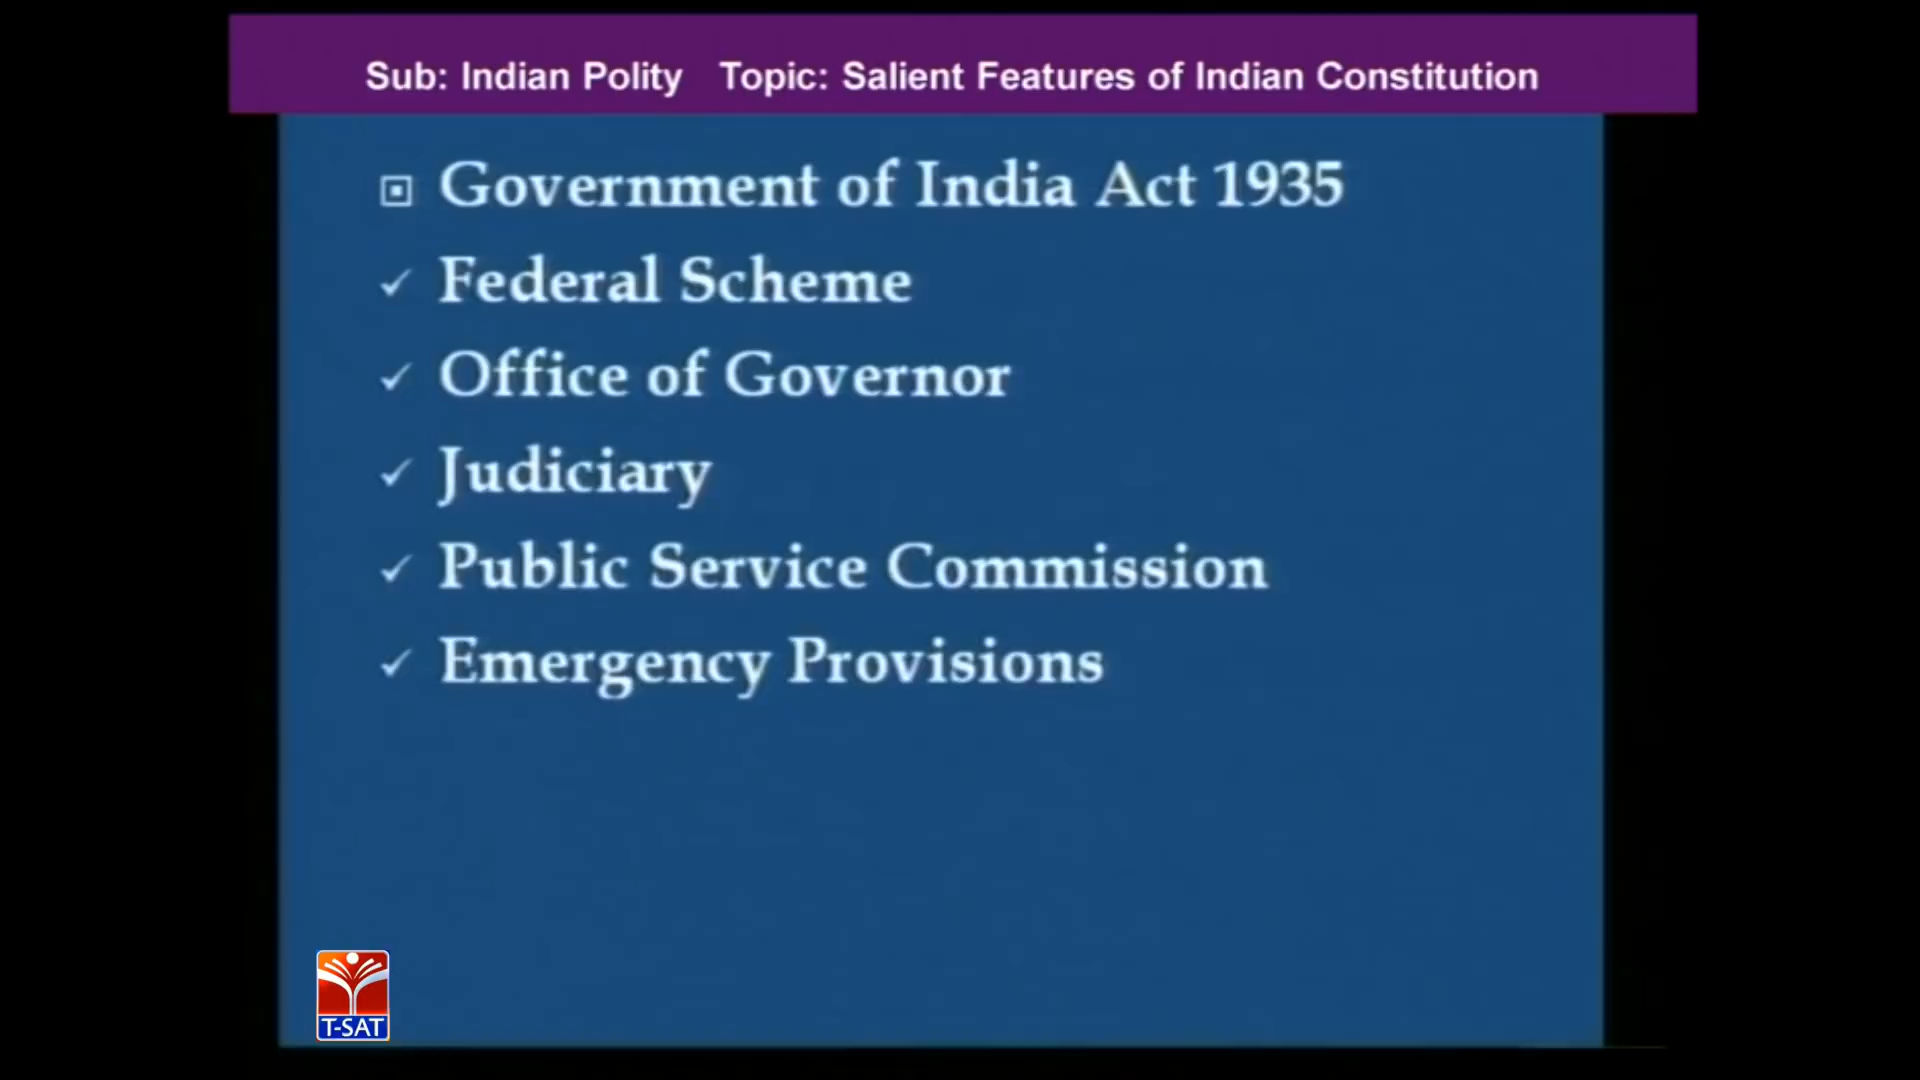 Sub: Indian Polity Topic: Salient Features of Indian Constitution
Government of India Act 1935
✓ Federal Scheme
✓ Office of Governor
✓ Judiciary
✓ Public Service Commission
✓ Emergency Provisions
T-SAT